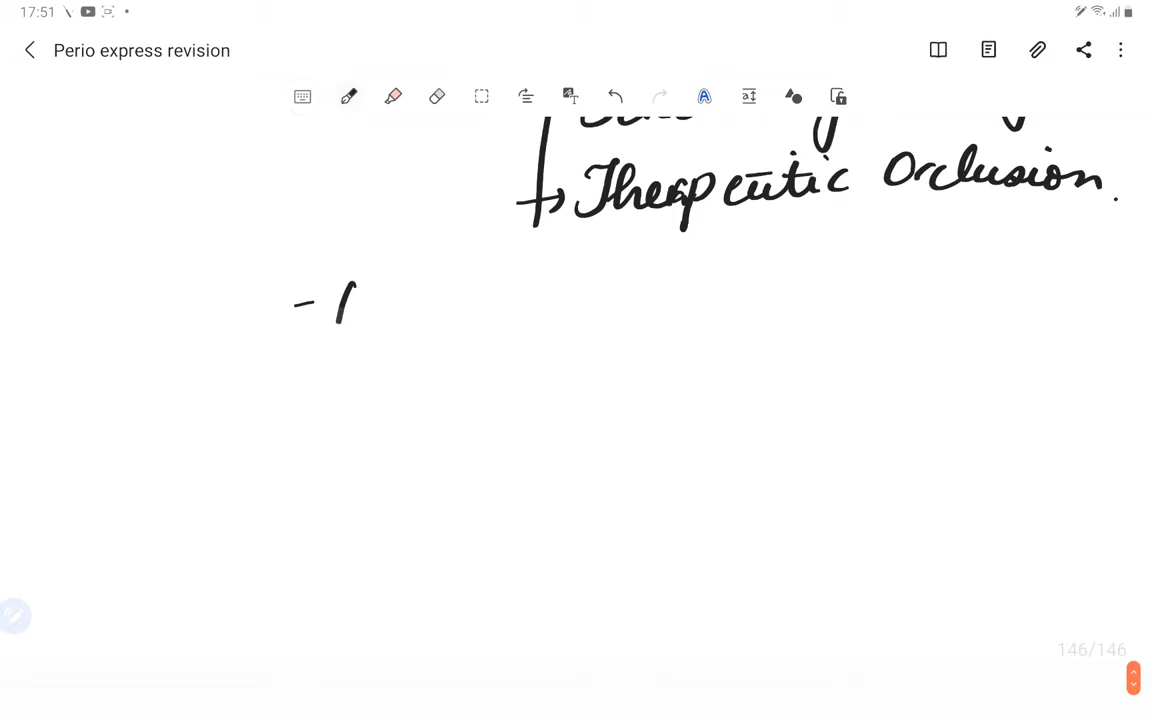 17:51
Perio express revision
Therapeutic Occlusion.
-
146/146